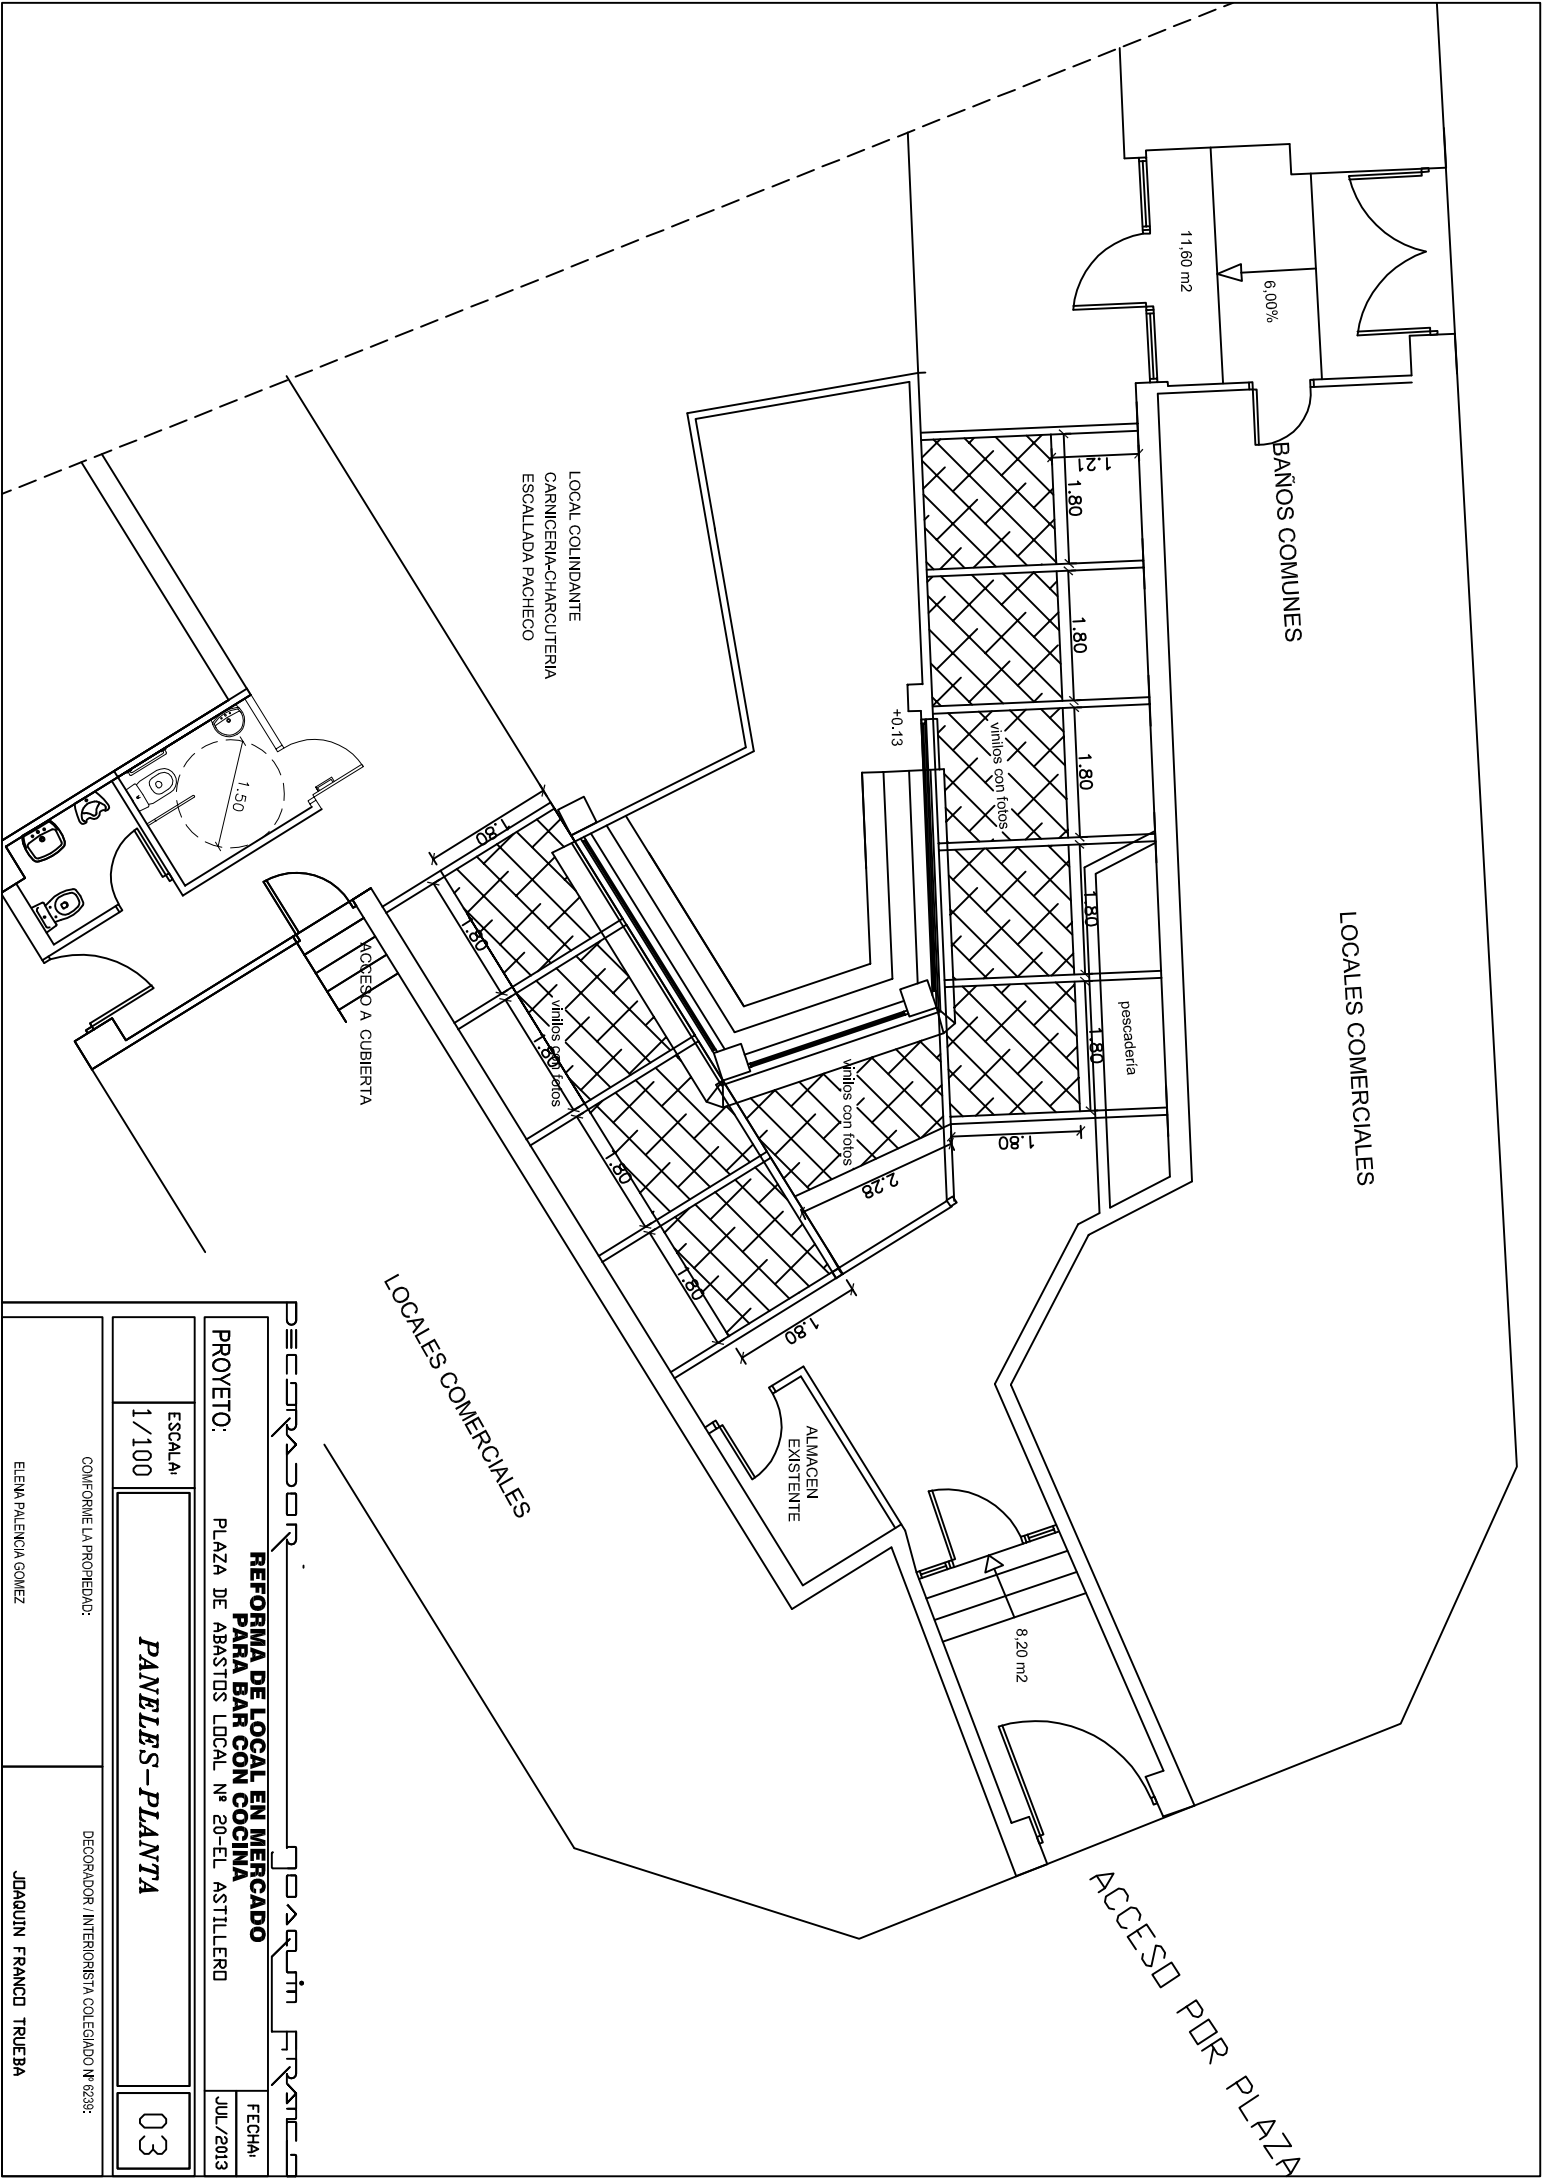 BAÑOS COMUNES
LOCALES COMERCIALES
11,60 m2
6,00%
1.21
1.80
1.80
1.80
1.80
1.80
1.80
vinilos con fotos
+0.13
pescadería
LOCAL COLINDANTE
CARNICERIA-CHARCUTERIA
ESCALLADA PACHECO
vinilos con fotos
2.28
1.80
1.80
1.80
1.80
1.80
1.80
vinilos con fotos
1.50
ACCESO A CUBIERTA
LOCALES COMERCIALES
ALMACEN
EXISTENTE
8,20 m2
ACCESO POR PLAZA
DECORADOR
JOAQUIN FRANCO
REFORMA DE LOCAL EN MERCADO
PARA BAR CON COCINA
PROYETO:
PLAZA DE ABASTOS LOCAL Nº 20-EL ASTILLERO
FECHA:
JUL/2013
ESCALA:
1/100
PANELES-PLANTA
03
COMFORME LA PROPIEDAD:
ELENA PALENCIA GOMEZ
DECORADOR / INTERIORISTA COLEGIADO Nº 6239:
JOAQUIN FRANCO TRUEBA